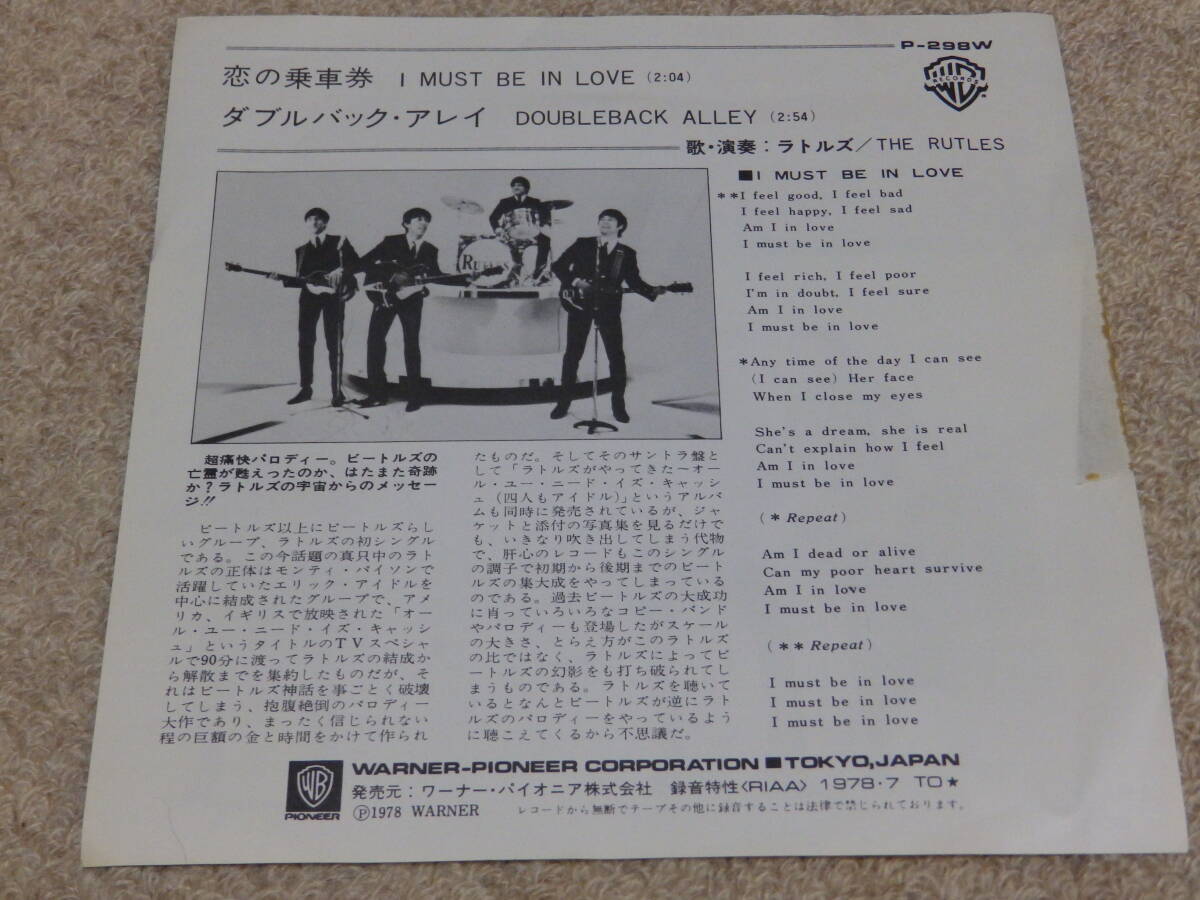 P-298W
恋の乗車券 I MUST BE IN LOVE (2:04)
RECORDS
ダブルバック・アレイ DOUBLEBACK ALLEY (2:54)
歌・演奏：ラトルズ／THE RUTLES
RUTLES
超痛快パロディー。ビートルズの
亡霊が甦えったのか、はたまた奇跡
か？ラトルズの宇宙からのメッセー
ジ!!
ビートルズ以上にビートルズらし
いグループ、ラトルズの初シングル
である。この今話題の真只中のラト
ルズの正体はモンティ・パイソンで
活躍していたエリック・アイドルを
中心に結成されたグループで、アメ
リカ、イギリスで放映された「オー
ル・ユー・ニード・イズ・キャッシ
ュ」というタイトルのTVスペシャ
ルで90分に渡ってラトルズの結成か
ら解散までを集約したものだが、そ
れはビートルズ神話を事ごとく破壊
してしまう、抱腹絶倒のパロディー
大作であり、まったく信じられない
程の巨額の金と時間をかけて作られ
たものだ。そしてそのサントラ盤と
して「ラトルズがやってきた〜オー
ル・ユー・ニード・イズ・キャッシ
ュ（四人もアイドル）」というアルバ
ムも同時に発売されているが、ジャ
ケットと添付の写真集を見るだけで
も、いきなり吹き出してしまう代物
で、肝心のレコードもこのシングル
の調子で初期から後期までのビート
ルズの集大成をやってしまっている
のである。過去ビートルズの大成功
に肖っていろいろなコピー・バンド
やパロディーも登場したがスケール
の大きさ、とらえ方がこのラトルズ
の比ではなく、ラトルズによってビ
ートルズの幻影をも打ち破られてし
まうものである。ラトルズを聴いて
いるとなんとビートルズが逆にラト
ルズのパロディーをやっているよう
に聴こえてくるから不思議だ。
■I MUST BE IN LOVE
**I feel good, I feel bad
I feel happy, I feel sad
Am I in love
I must be in love
I feel rich, I feel poor
I'm in doubt, I feel sure
Am I in love
I must be in love
*Any time of the day I can see
(I can see) Her face
When I close my eyes
She's a dream, she is real
Can't explain how I feel
Am I in love
I must be in love
(* Repeat)
Am I dead or alive
Can my poor heart survive
Am I in love
I must be in love
(** Repeat)
I must be in love
I must be in love
I must be in love
PIONEER
WARNER-PIONEER CORPORATION ■ TOKYO, JAPAN
発売元：ワーナー・パイオニア株式会社 録音特性〈RIAA〉1978・7 TO★
Ⓟ1978 WARNER レコードから無断でテープその他に録音することは法律で禁じられております。